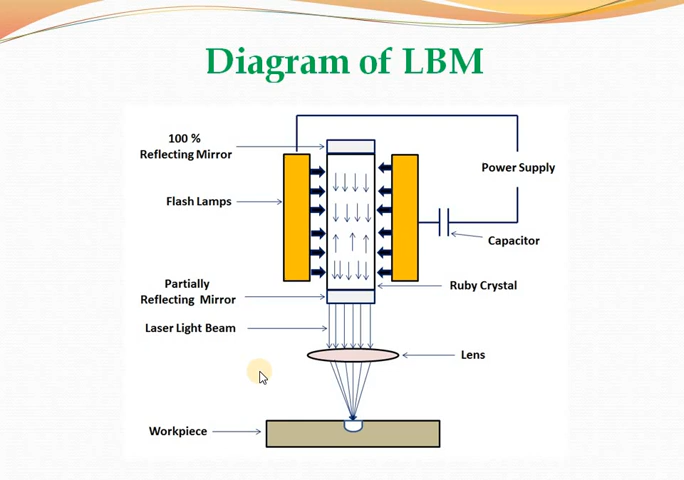 Diagram of LBM
100 %
Reflecting Mirror
Power Supply
Flash Lamps
Capacitor
Partially
Reflecting Mirror
Ruby Crystal
Laser Light Beam
Lens
Workpiece